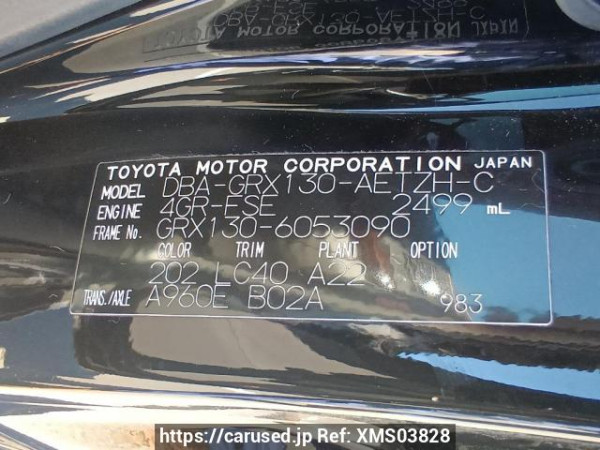 TOYOTA MOTOR CORPORATION JAPAN
MODEL DBA-GRX130-AETZH-C
ENGINE 4GR-FSE 2499 mL
FRAME No. GRX130-6053090
COLOR TRIM PLANT OPTION
202 LC40 A22
TRANS./AXLE A960E B02A 983
https://carused.jp Ref: XMS03828